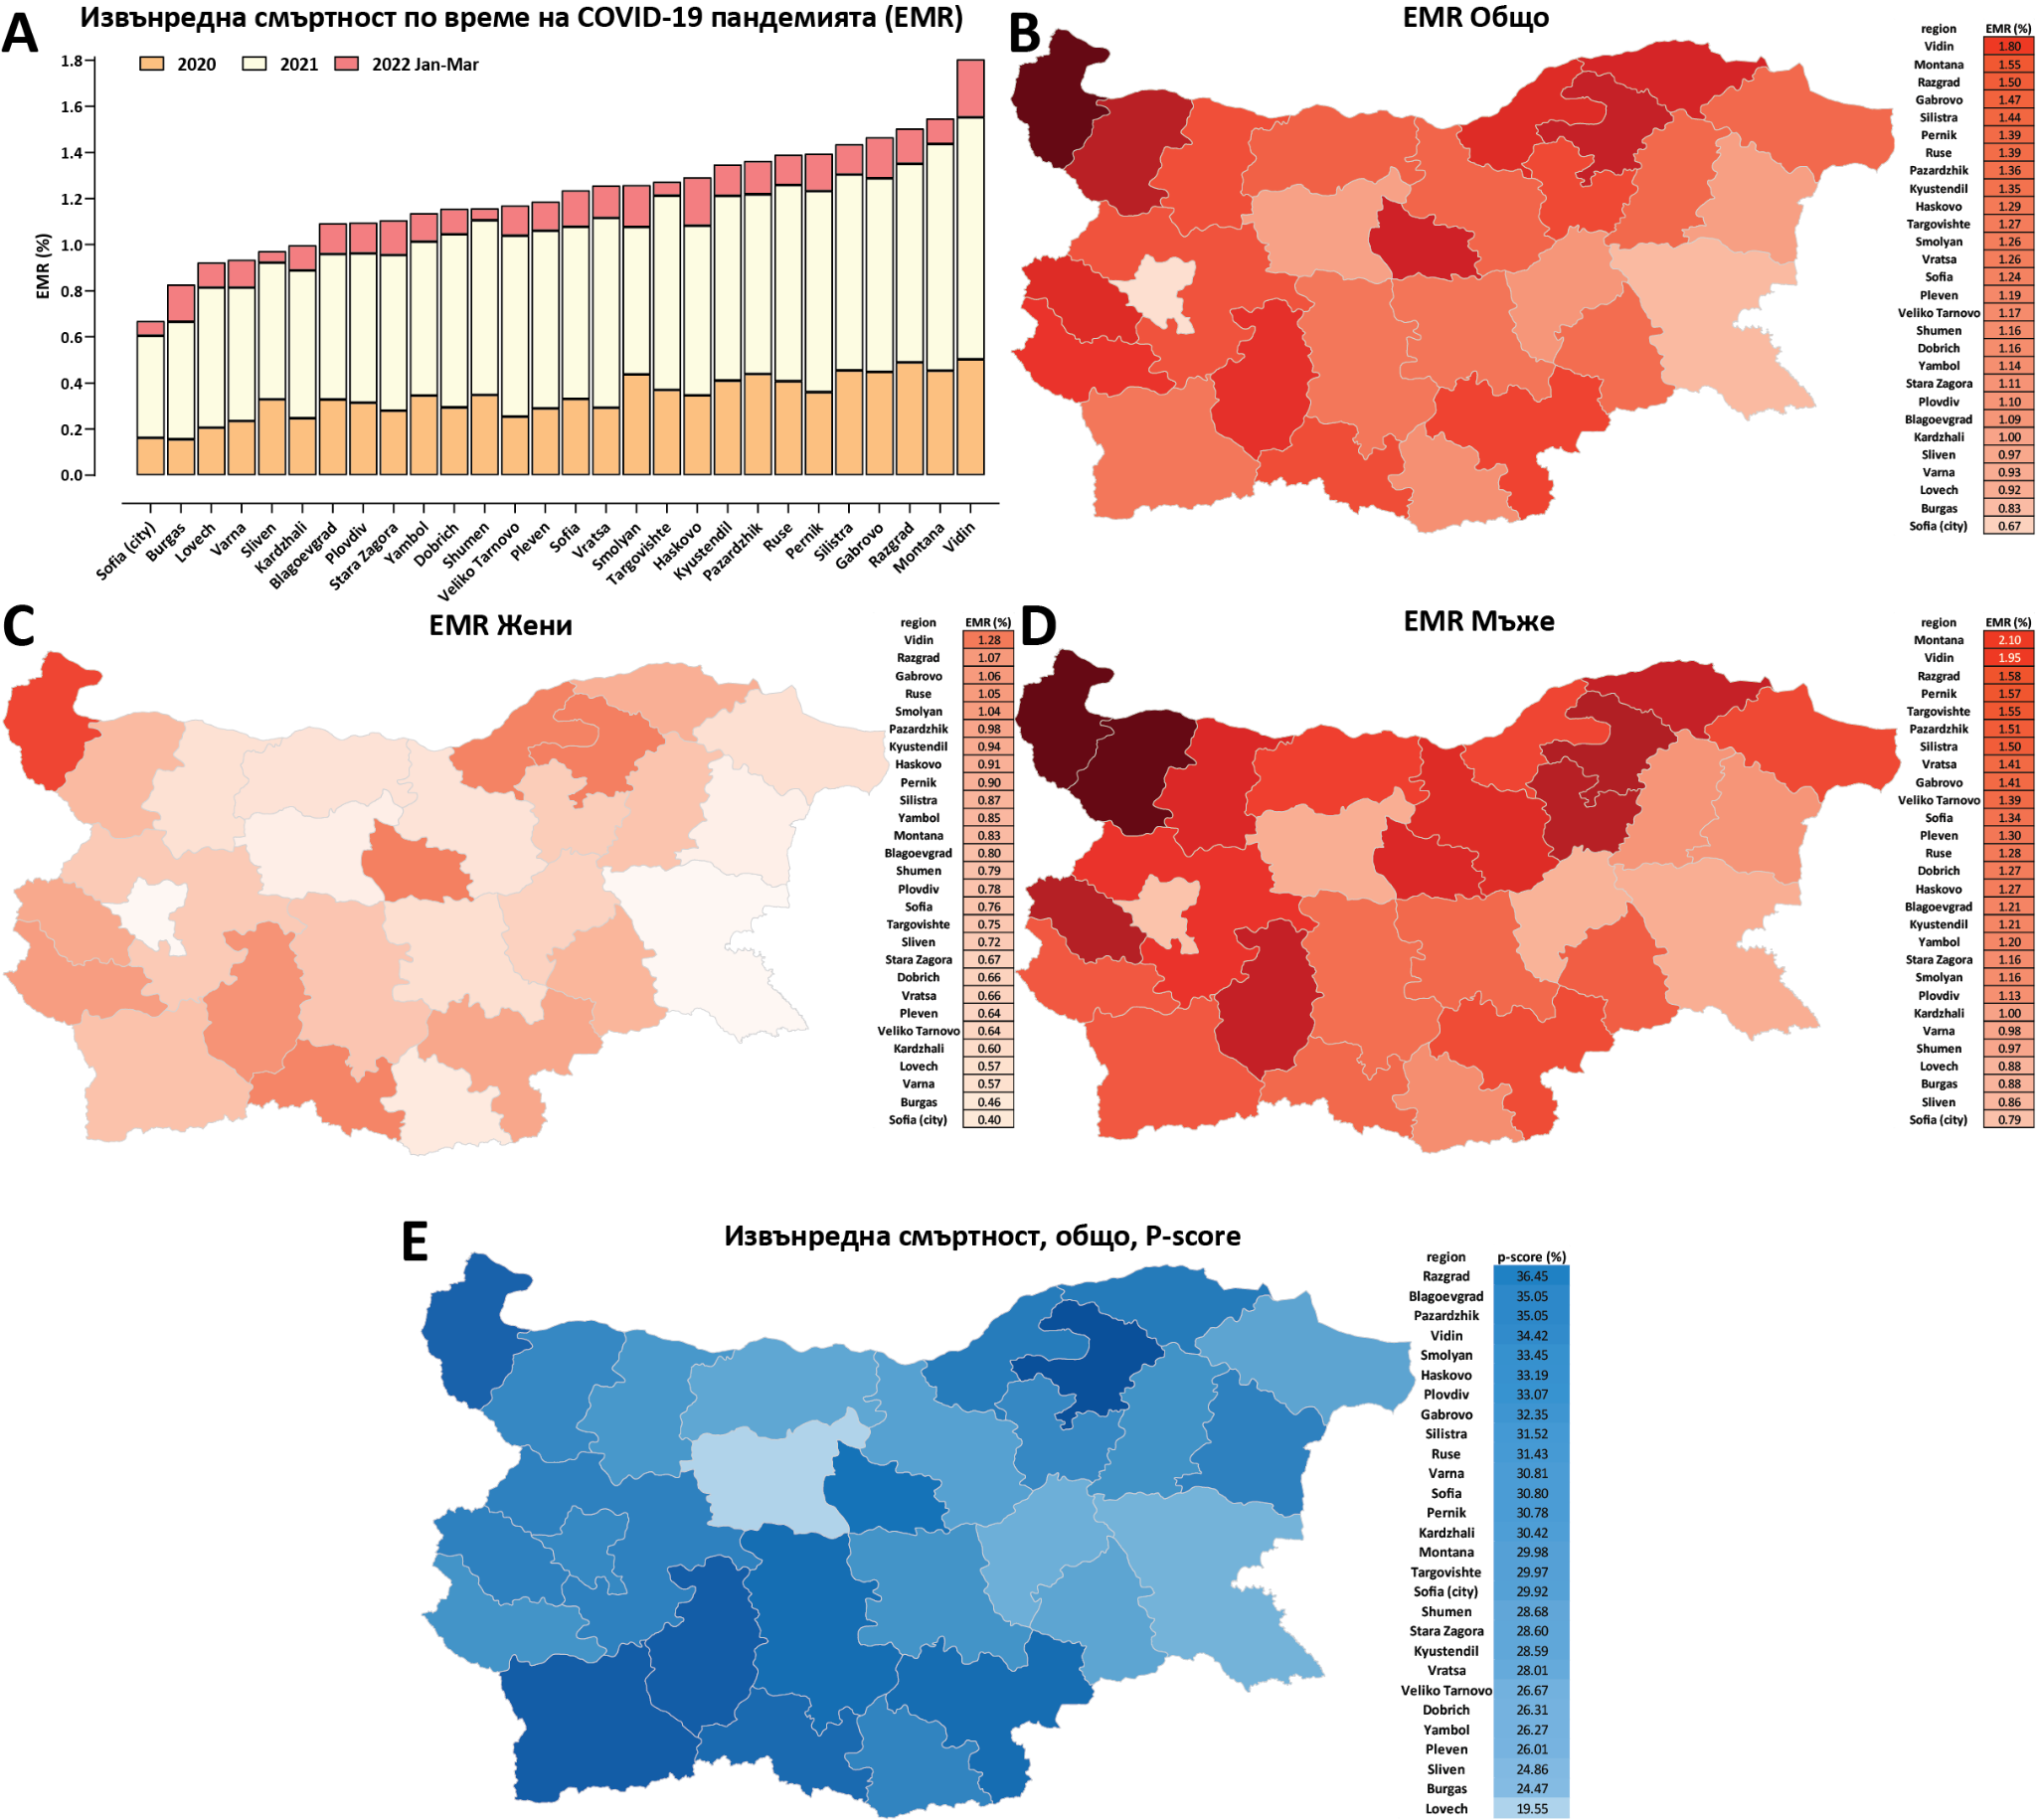 A
Извънредна смъртност по време на COVID-19 пандемията (EMR)
2020
2021
2022 Jan-Mar
EMR (%)
1.8
1.6
1.4
1.2
1.0
0.8
0.6
0.4
0.2
0.0
Sofia (city)
Burgas
Lovech
Varna
Sliven
Kardzhali
Blagoevgrad
Plovdiv
Stara Zagora
Yambol
Dobrich
Shumen
Veliko Tarnovo
Pleven
Sofia
Vratsa
Smolyan
Targovishte
Haskovo
Kyustendil
Pazardzhik
Ruse
Pernik
Silistra
Gabrovo
Razgrad
Montana
Vidin
B
EMR Общо
region EMR (%)
Vidin 1.80
Montana 1.55
Razgrad 1.50
Gabrovo 1.47
Silistra 1.44
Pernik 1.39
Ruse 1.39
Pazardzhik 1.36
Kyustendil 1.35
Haskovo 1.29
Targovishte 1.27
Smolyan 1.26
Vratsa 1.26
Sofia 1.24
Pleven 1.19
Veliko Tarnovo 1.17
Shumen 1.16
Dobrich 1.16
Yambol 1.14
Stara Zagora 1.11
Plovdiv 1.10
Blagoevgrad 1.09
Kardzhali 1.00
Sliven 0.97
Varna 0.93
Lovech 0.92
Burgas 0.83
Sofia (city) 0.67
C
EMR Жени
region EMR (%)
Vidin 1.28
Razgrad 1.07
Gabrovo 1.06
Ruse 1.05
Smolyan 1.04
Pazardzhik 0.98
Kyustendil 0.94
Haskovo 0.91
Pernik 0.90
Silistra 0.87
Yambol 0.85
Montana 0.83
Blagoevgrad 0.80
Shumen 0.79
Plovdiv 0.78
Sofia 0.76
Targovishte 0.75
Sliven 0.72
Stara Zagora 0.67
Dobrich 0.66
Vratsa 0.66
Pleven 0.64
Veliko Tarnovo 0.64
Kardzhali 0.60
Lovech 0.57
Varna 0.57
Burgas 0.46
Sofia (city) 0.40
D
EMR Мъже
region EMR (%)
Montana 2.10
Vidin 1.95
Razgrad 1.58
Pernik 1.57
Targovishte 1.55
Pazardzhik 1.51
Silistra 1.50
Vratsa 1.41
Gabrovo 1.41
Veliko Tarnovo 1.39
Sofia 1.34
Pleven 1.30
Ruse 1.28
Dobrich 1.27
Haskovo 1.27
Blagoevgrad 1.21
Kyustendil 1.21
Yambol 1.20
Stara Zagora 1.16
Smolyan 1.16
Plovdiv 1.13
Kardzhali 1.00
Varna 0.98
Shumen 0.97
Lovech 0.88
Burgas 0.88
Sliven 0.86
Sofia (city) 0.79
E
Извънредна смъртност, общо, P-score
region p-score (%)
Razgrad 36.45
Blagoevgrad 35.05
Pazardzhik 35.05
Vidin 34.42
Smolyan 33.45
Haskovo 33.19
Plovdiv 33.07
Gabrovo 32.35
Silistra 31.52
Ruse 31.43
Varna 30.81
Sofia 30.80
Pernik 30.78
Kardzhali 30.42
Montana 29.98
Targovishte 29.97
Sofia (city) 29.92
Shumen 28.68
Stara Zagora 28.60
Kyustendil 28.59
Vratsa 28.01
Veliko Tarnovo 26.67
Dobrich 26.31
Yambol 26.27
Pleven 26.01
Sliven 24.86
Burgas 24.47
Lovech 19.55